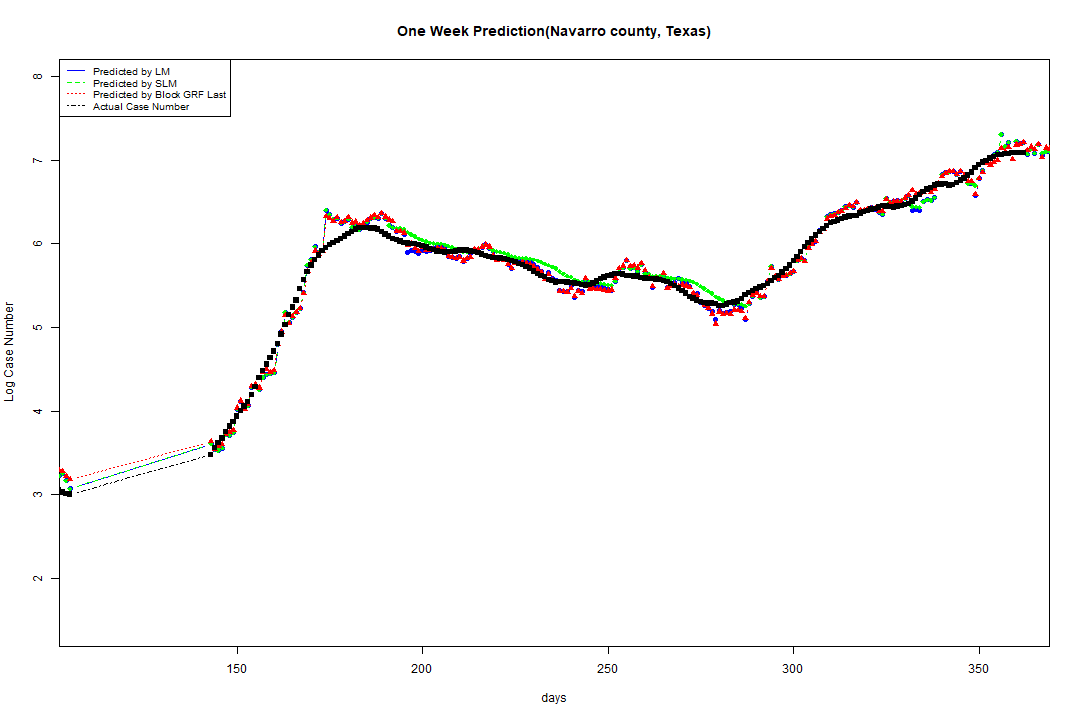 One Week Prediction(Navarro county, Texas)
Predicted by LM
Predicted by SLM
Predicted by Block GRF Last
Actual Case Number
8
7
6
5
4
3
2
Log Case Number
150 200 250 300 350
days